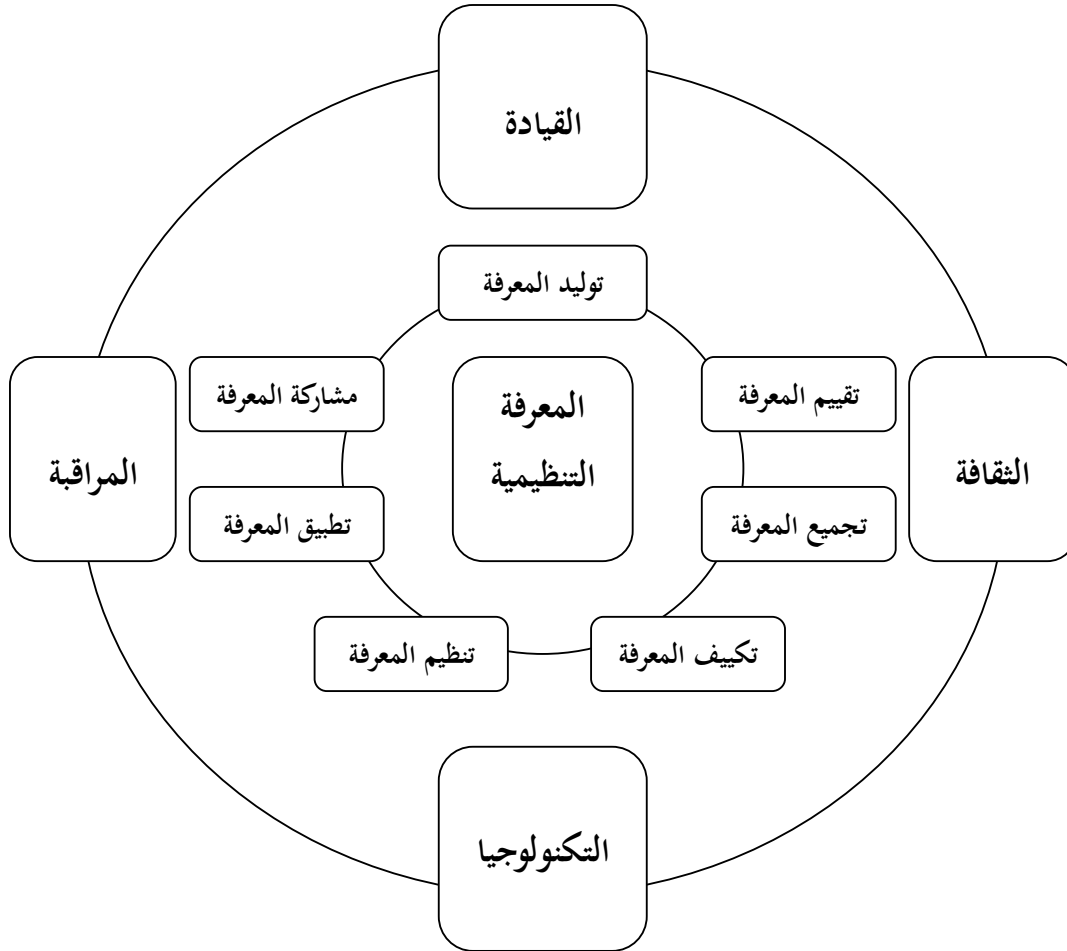 القيادة
توليد المعرفة
تقييم المعرفة
المعرفة
التنظيمية
مشاركة المعرفة
الثقافة
المراقبة
تجميع المعرفة
تطبيق المعرفة
تكييف المعرفة
تنظيم المعرفة
التكنولوجيا